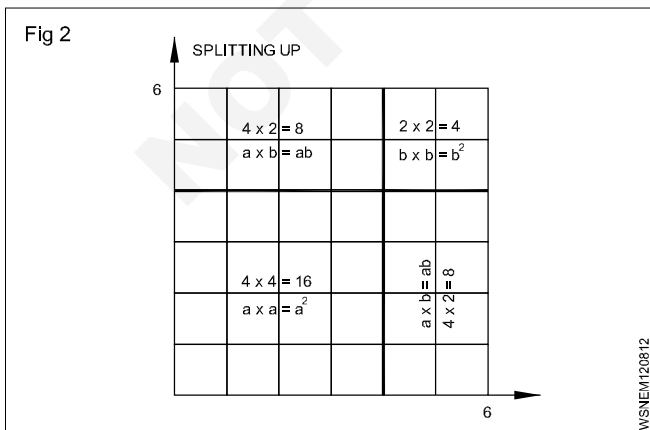 Fig 2
SPLITTING UP
6
4 x 2 = 8
a x b = ab
2 x 2 = 4
b x b = b²
4 x 4 = 16
a x a = a²
a x b = ab
4 x 2 = 8
6
WSNEM120812
NOT